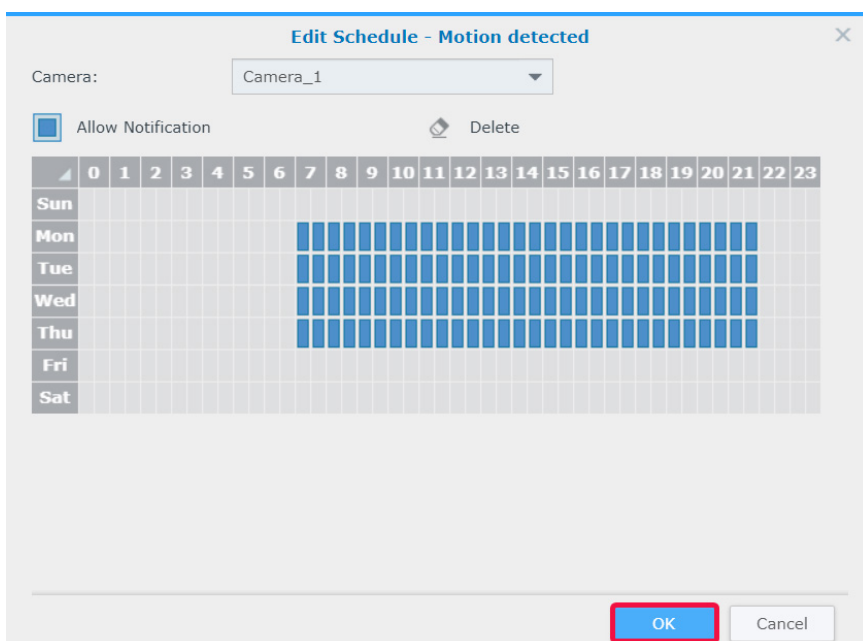 Edit Schedule - Motion detected
Camera: Camera_1
Allow Notification Delete
0 1 2 3 4 5 6 7 8 9 10 11 12 13 14 15 16 17 18 19 20 21 22 23
Sun
Mon
Tue
Wed
Thu
Fri
Sat
OK Cancel